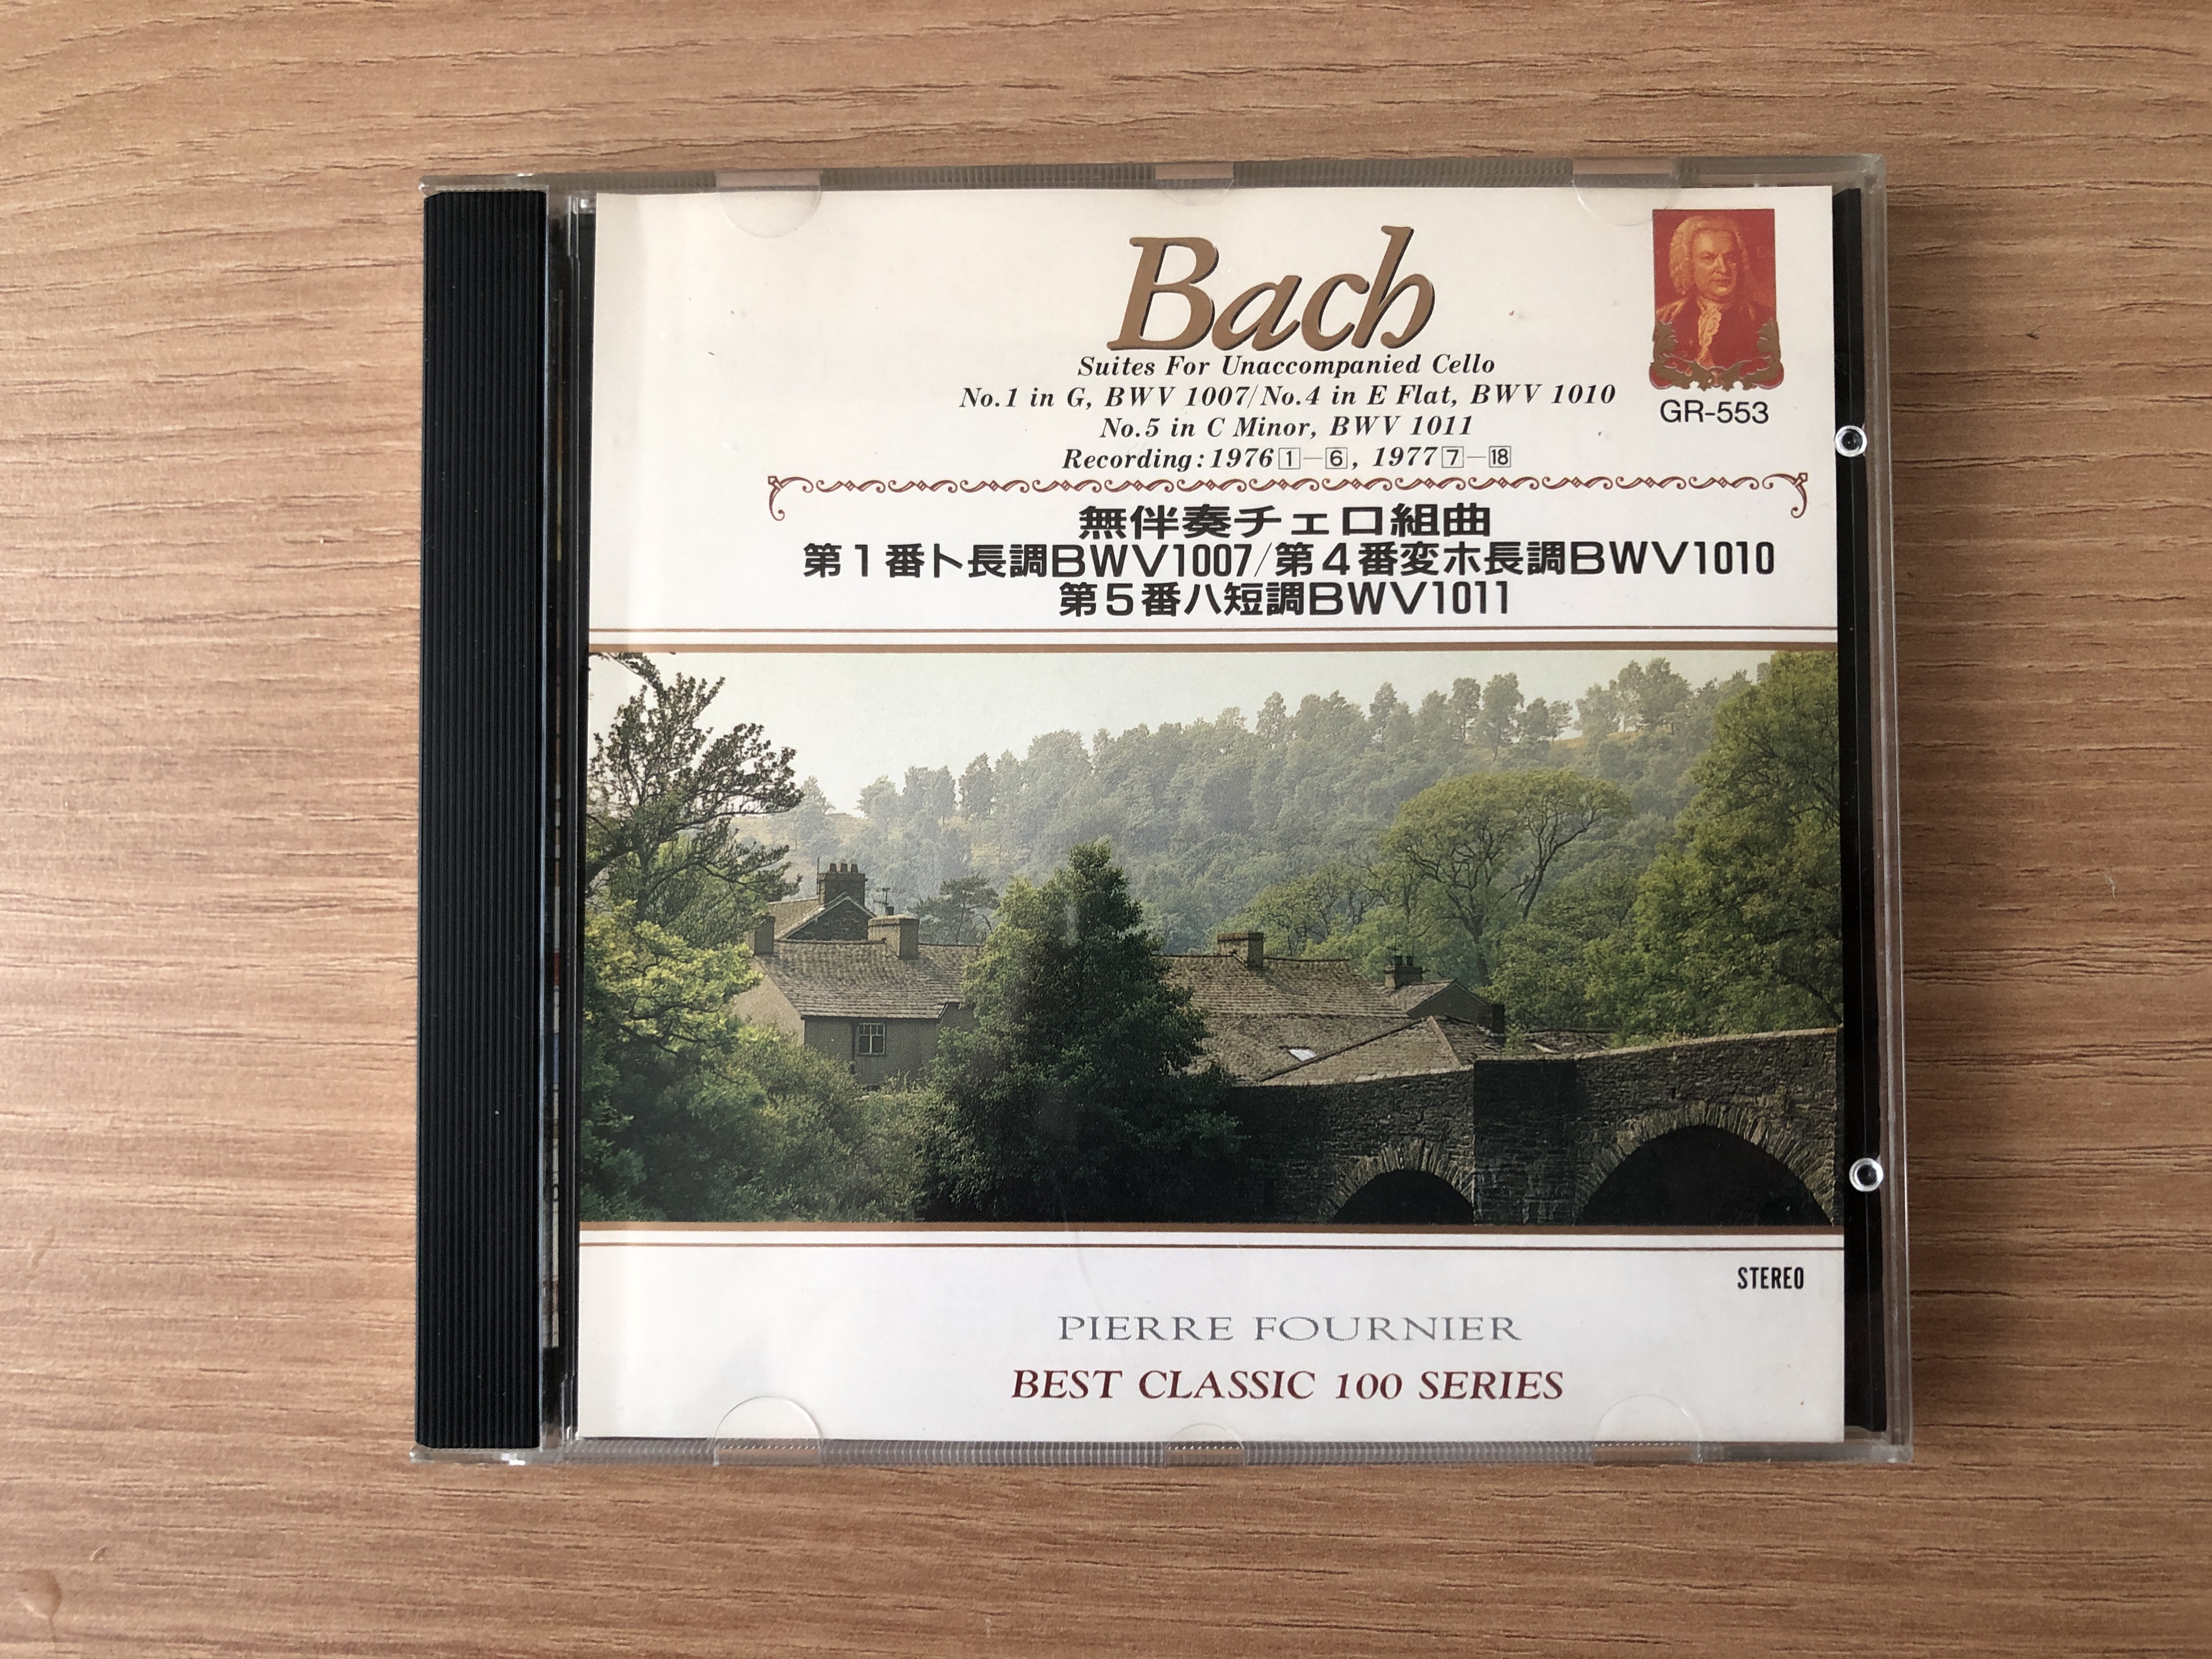 Bach
Suites For Unaccompanied Cello
No.1 in G, BWV 1007/No.4 in E Flat, BWV 1010
No.5 in C Minor, BWV 1011
Recording:1976 1–6, 1977 7–18
GR-553
無伴奏チェロ組曲
第1番ト長調BWV1007/第4番変ホ長調BWV1010
第5番ハ短調BWV1011
STEREO
PIERRE FOURNIER
BEST CLASSIC 100 SERIES